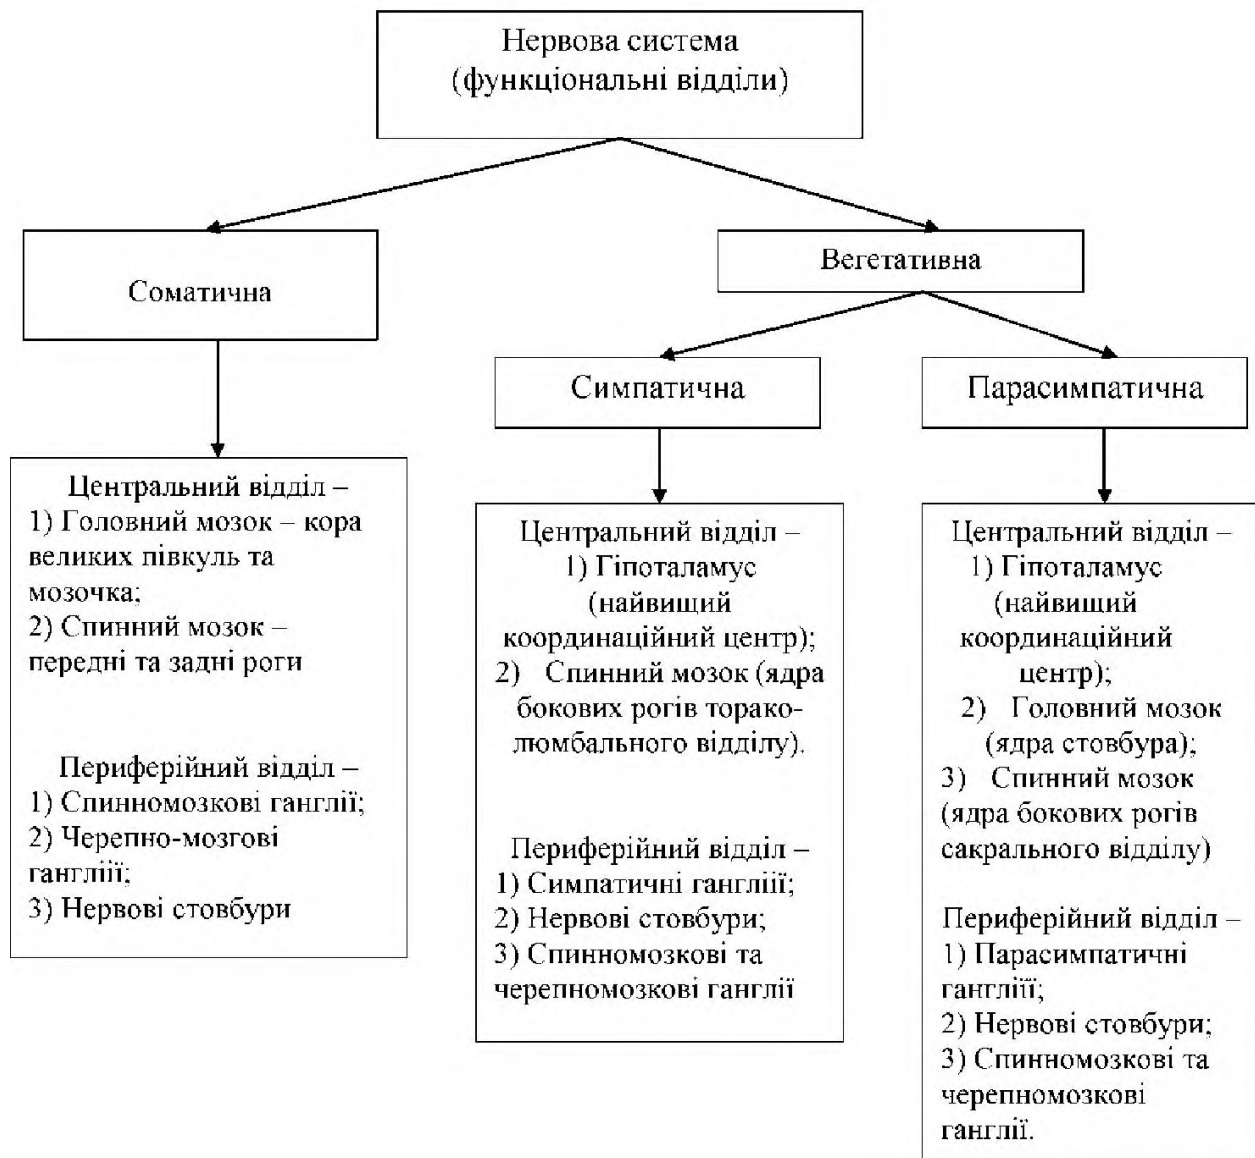 Нервова система
(функціональні відділи)
Соматична
Вегетативна
Симпатична
Парасимпатична
Центральний відділ –
1) Головний мозок – кора
великих півкуль та
мозочка;
2) Спинний мозок –
передні та задні роги
Периферійний відділ –
1) Спинномозкові ганглії;
2) Черепно-мозгові
гангліії;
3) Нервові стовбури
Центральний відділ –
1) Гіпоталамус
(найвищий
координаційний центр);
2) Спинний мозок (ядра
бокових рогів торако-
люмбального відділу).
Периферійний відділ –
1) Симпатичні гангліії;
2) Нервові стовбури;
3) Спинномозкові та
черепномозкові ганглії
Центральний відділ –
1) Гіпоталамус
(найвищий
координаційний
центр);
2) Головний мозок
(ядра стовбура);
3) Спинний мозок
(ядра бокових рогів
сакрального відділу)
Периферійний відділ –
1) Парасимпатичні
гангліії;
2) Нервові стовбури;
3) Спинномозкові та
черепномозкові
ганглії.